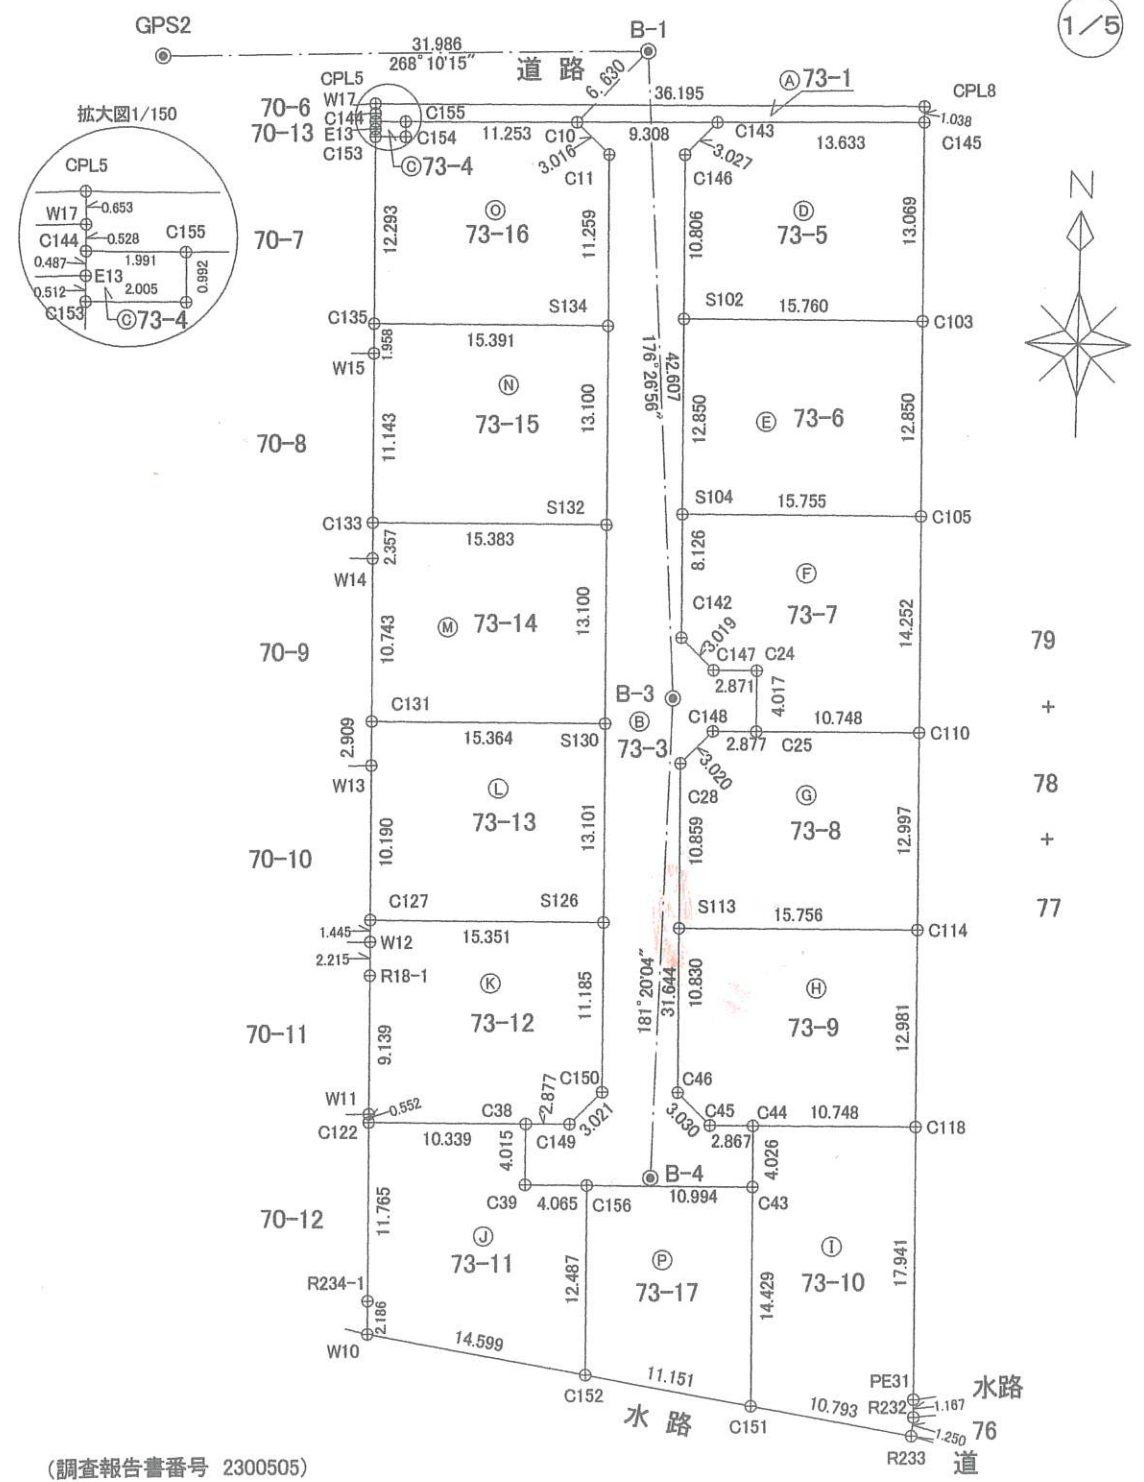 1/5
GPS2
B-1
31.986
268°10′15″
道 路
6.630
36.195
Ⓐ73-1
CPL8
1.038
C145
CPL5
70-6
W17
C144
C155
70-13
E13
C154
C153
11.253
C10
9.308
C143
13.633
3.016
3.027
Ⓒ73-4
C11
C146
拡大図1/150
CPL5
0.653
W17
0.528
C144
C155
0.487
1.991
0.992
E13
0.512
2.005
C153
Ⓒ73-4
N
70-7
12.293
Ⓞ
73-16
11.259
10.806
Ⓓ
73-5
13.069
C135
S134
S102
15.760
C103
15.391
1.958
W15
176°26′56″
42.607
Ⓝ
73-15
13.100
70-8
11.143
12.850
Ⓔ 73-6
12.850
C133
S132
S104
15.755
C105
15.383
2.357
W14
8.126
Ⓕ
73-7
14.252
Ⓜ 73-14
13.100
70-9
10.743
C142
3.019
C147
C24
2.871
4.017
79
+
78
+
77
C131
15.364
S130
2.909
W13
B-3
Ⓑ
73-3
C148
2.877
C25
10.748
C110
3.020
C28
Ⓛ
73-13
13.101
70-10
10.190
10.859
Ⓖ
73-8
12.997
C127
S126
S113
15.756
C114
15.351
1.445
W12
2.215
R18-1
181°20′04″
31.644
Ⓚ
73-12
11.185
70-11
9.139
10.830
Ⓗ
73-9
12.981
W11
0.552
C122
C38
2.877
C150
C149
3.021
10.339
4.015
C46
C45
3.030
2.867
C44
10.748
C118
4.026
C39
4.065
C156
B-4
10.994
C43
70-12
11.765
Ⓙ
73-11
12.487
Ⓟ
73-17
14.429
Ⓘ
73-10
17.941
R234-1
2.186
W10
14.599
C152
11.151
C151
10.793
水 路
PE31
水路
R232
1.167
76
1.250
R233
道
(調査報告書番号 2300505)